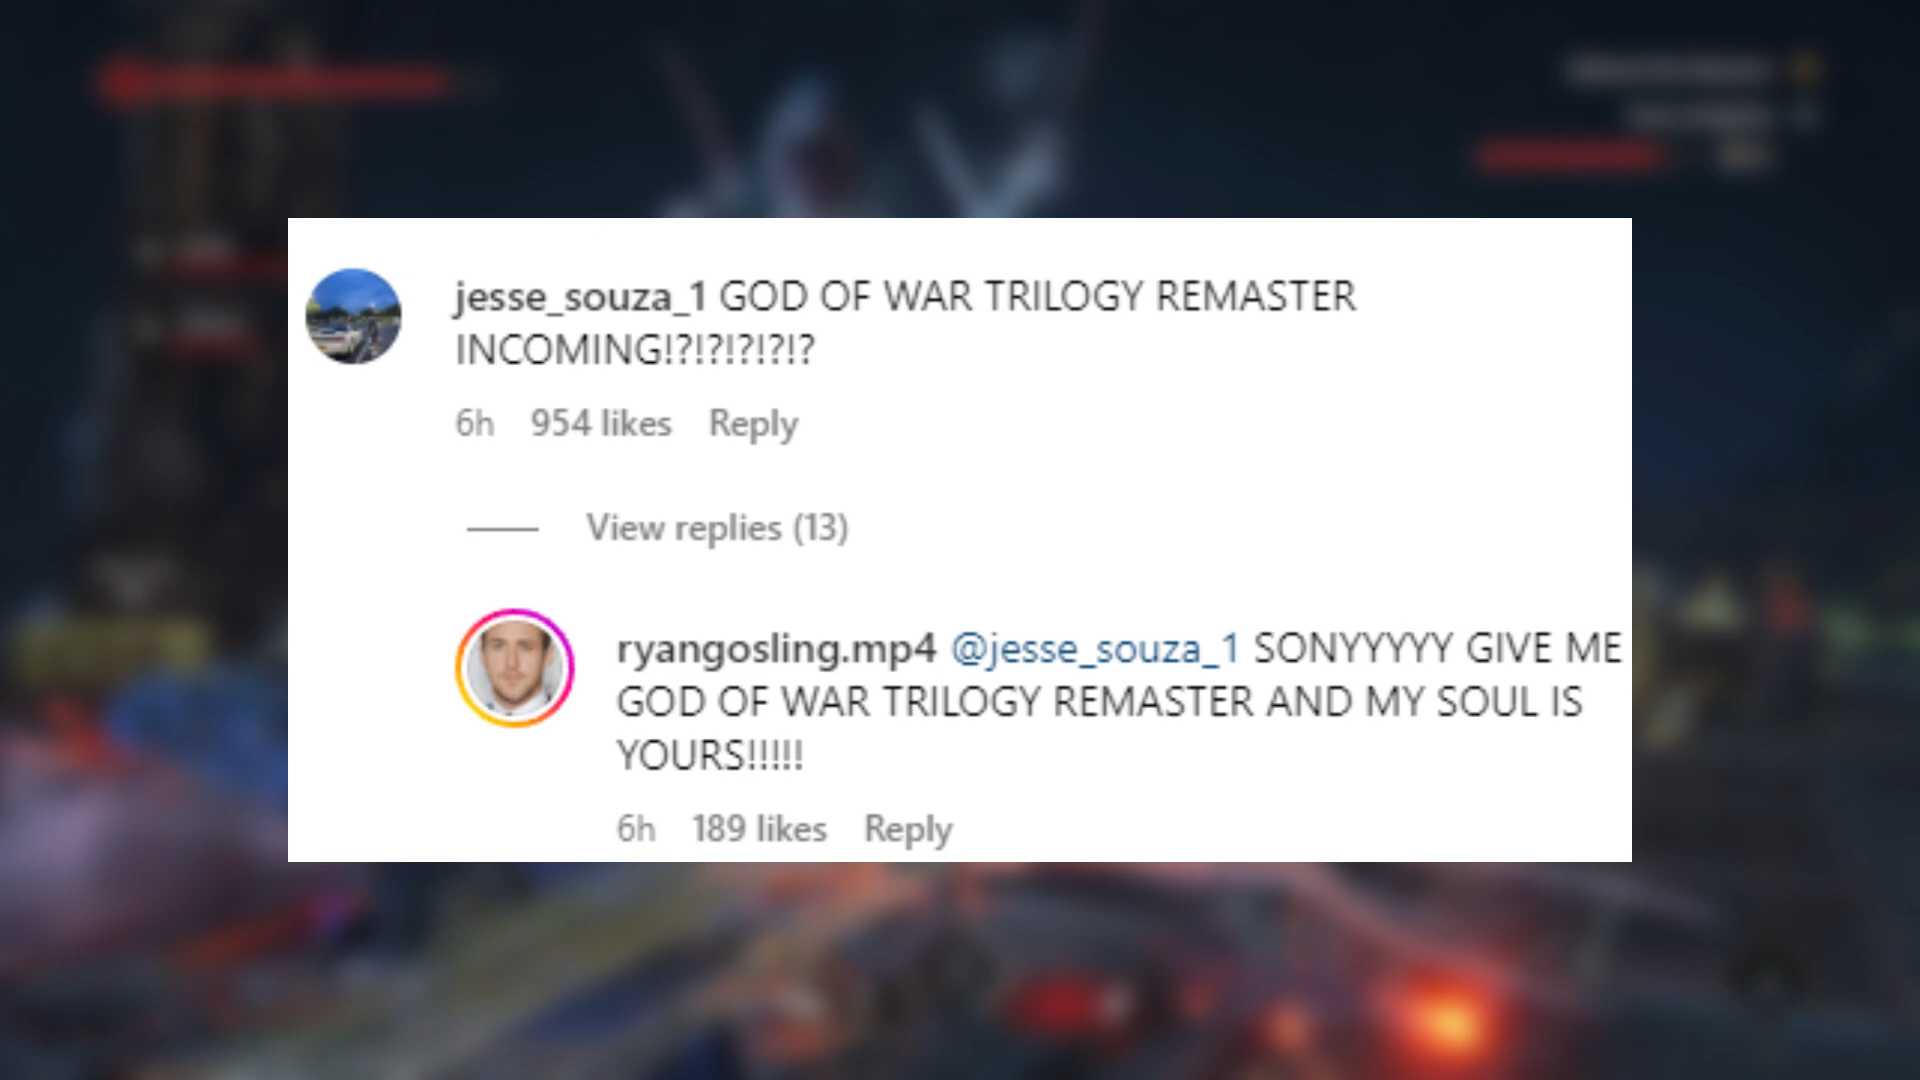 jesse_souza_1 GOD OF WAR TRILOGY REMASTER
INCOMING!?!?!?!?!?
6h 954 likes Reply
View replies (13)
ryangosling.mp4 @jesse_souza_1 SONYYYYY GIVE ME
GOD OF WAR TRILOGY REMASTER AND MY SOUL IS
YOURS!!!!!
6h 189 likes Reply